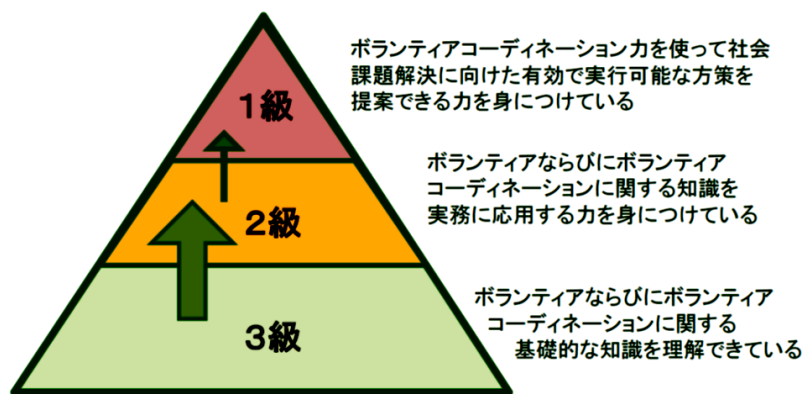 1級
ボランティアコーディネーション力を使って社会
課題解決に向けた有効で実行可能な方策を
提案できる力を身につけている
2級
ボランティアならびにボランティア
コーディネーションに関する知識を
実務に応用する力を身につけている
3級
ボランティアならびにボランティア
コーディネーションに関する
基礎的な知識を理解できている